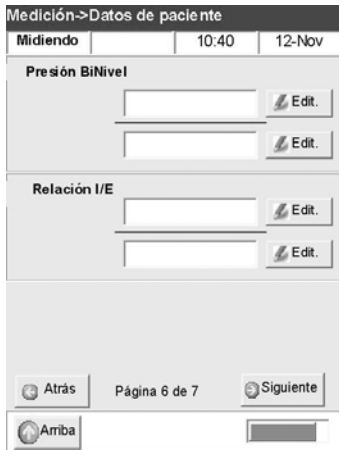 Medición->Datos de paciente
Midiendo 10:40 12-Nov
Presión BiNivel
Edit.
Edit.
Relación I/E
Edit.
Edit.
Atrás Página 6 de 7 Siguiente
Arriba